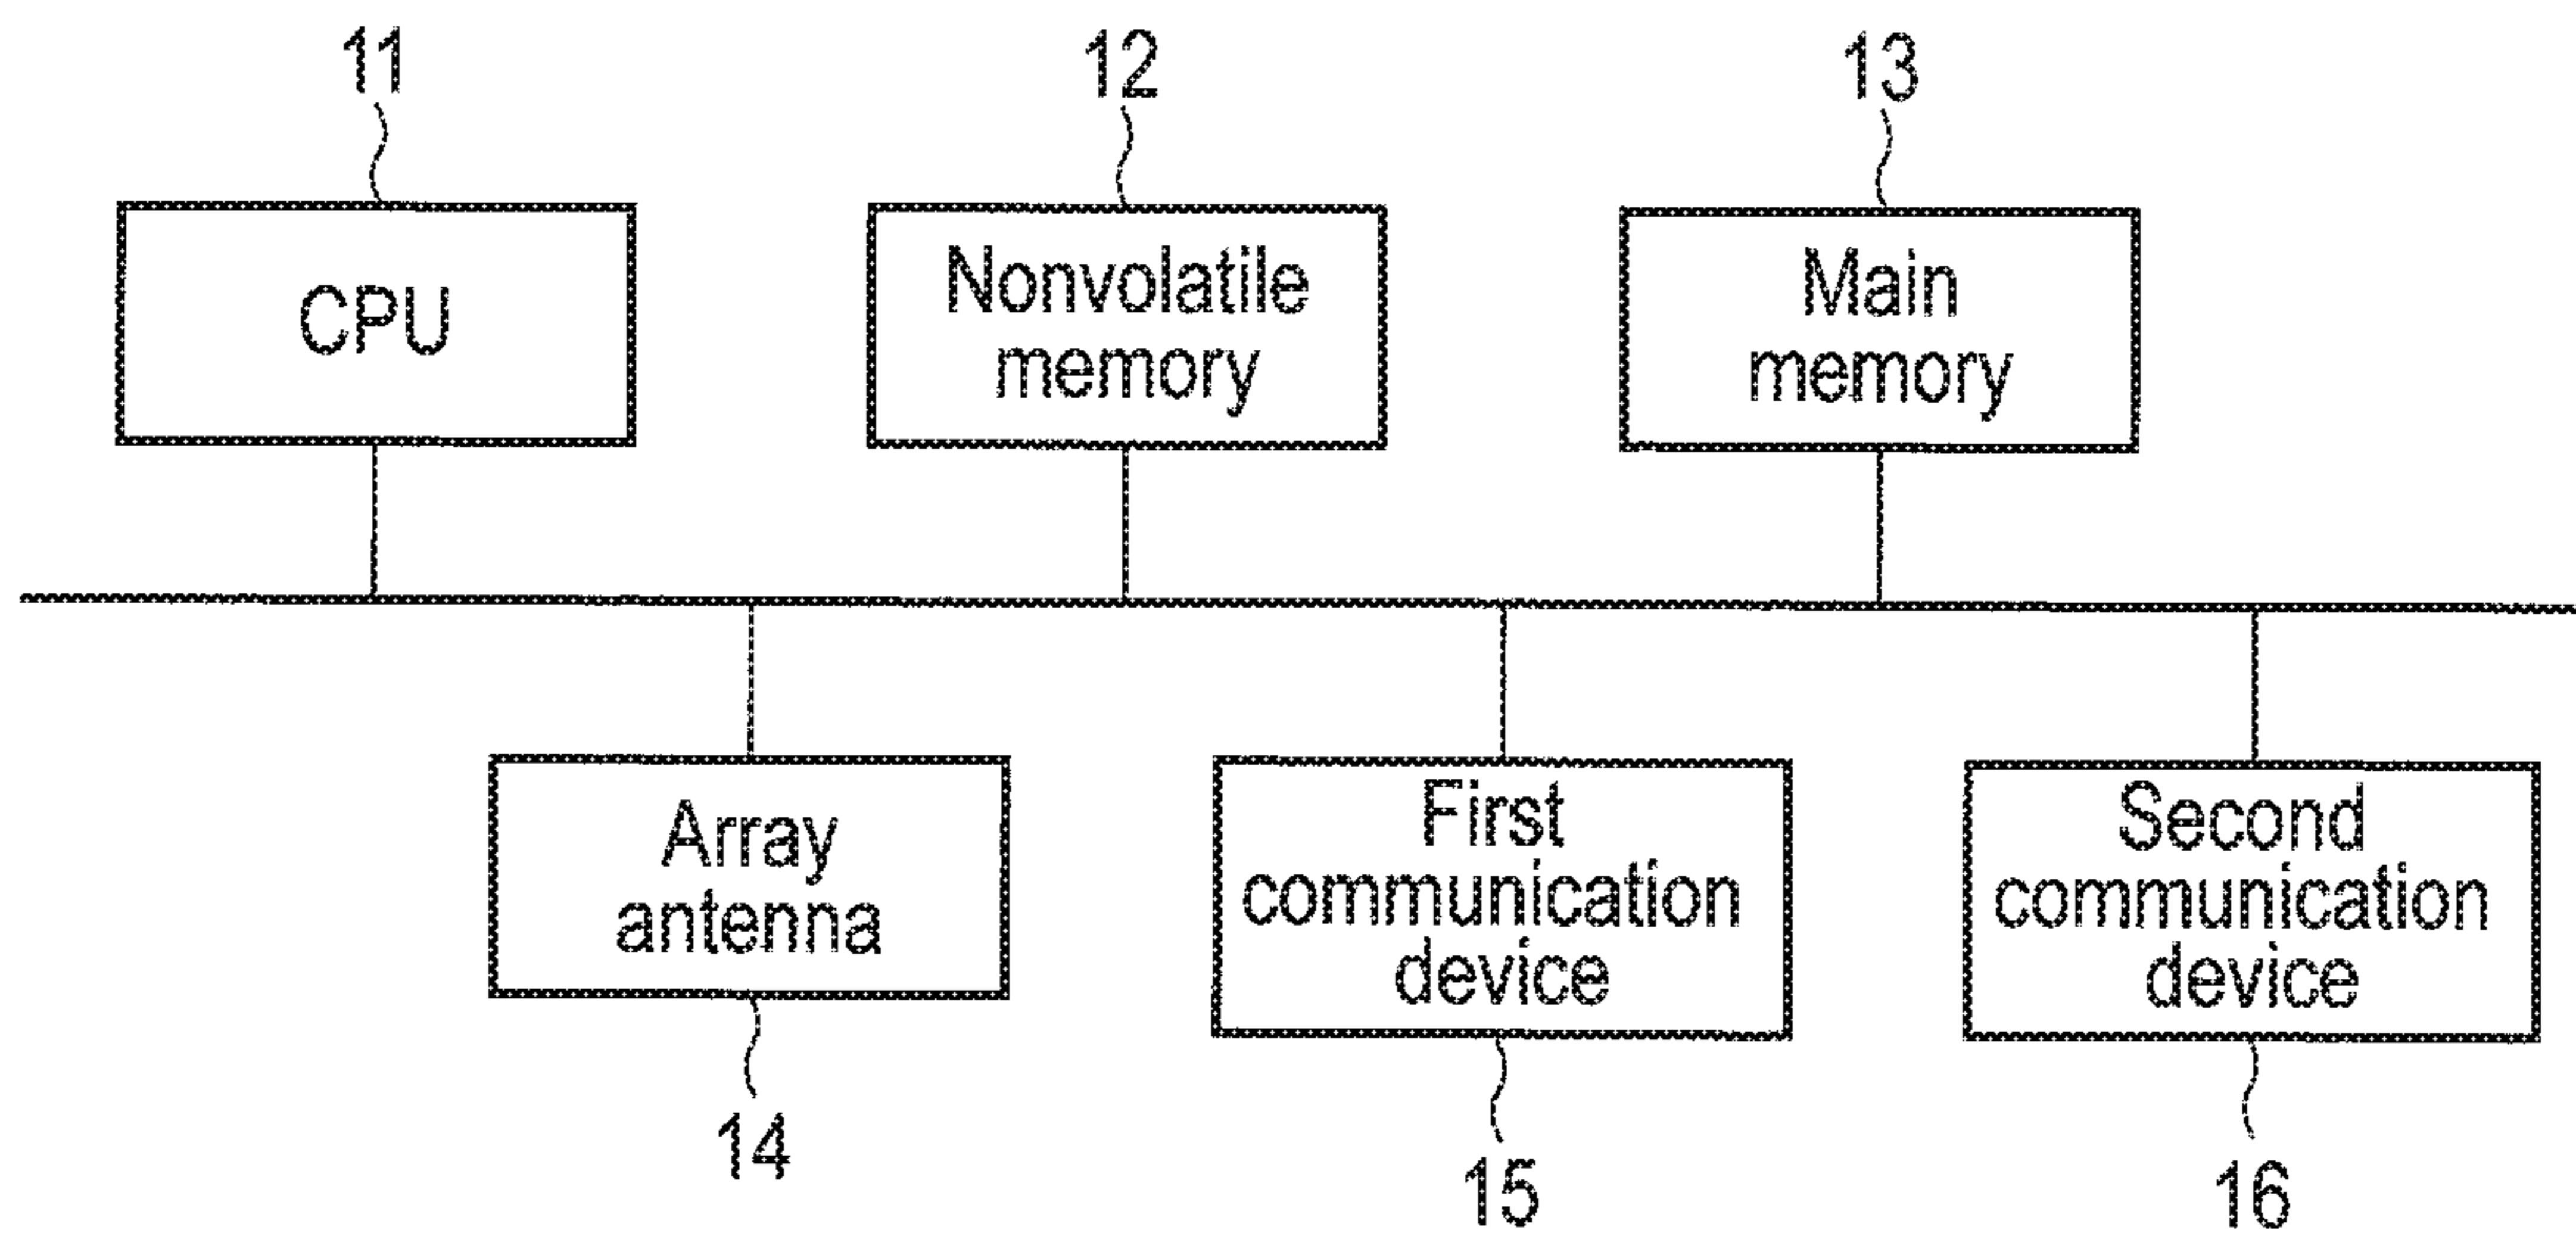 11
12
13
CPU
Nonvolatile
memory
Main
memory
Array
antenna
First
communication
device
Second
communication
device
14
15
16